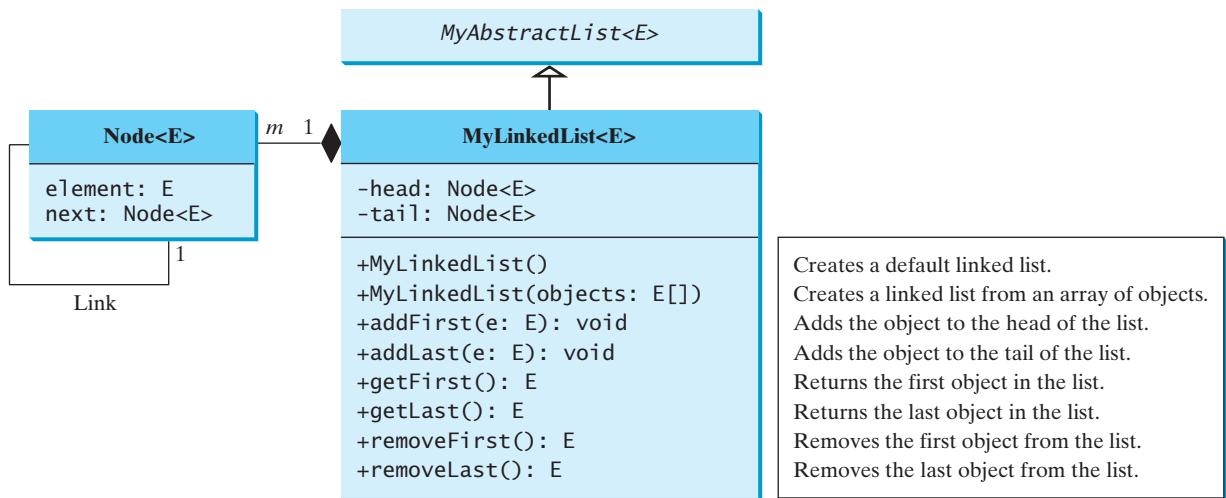 MyAbstractList<E>
Node<E>
m 1
MyLinkedList<E>
element: E
next: Node<E>
1
Link
-head: Node<E>
-tail: Node<E>
+MyLinkedList()
Creates a default linked list.
+MyLinkedList(objects: E[])
Creates a linked list from an array of objects.
+addFirst(e: E): void
Adds the object to the head of the list.
+addLast(e: E): void
Adds the object to the tail of the list.
+getFirst(): E
Returns the first object in the list.
+getLast(): E
Returns the last object in the list.
+removeFirst(): E
Removes the first object from the list.
+removeLast(): E
Removes the last object from the list.